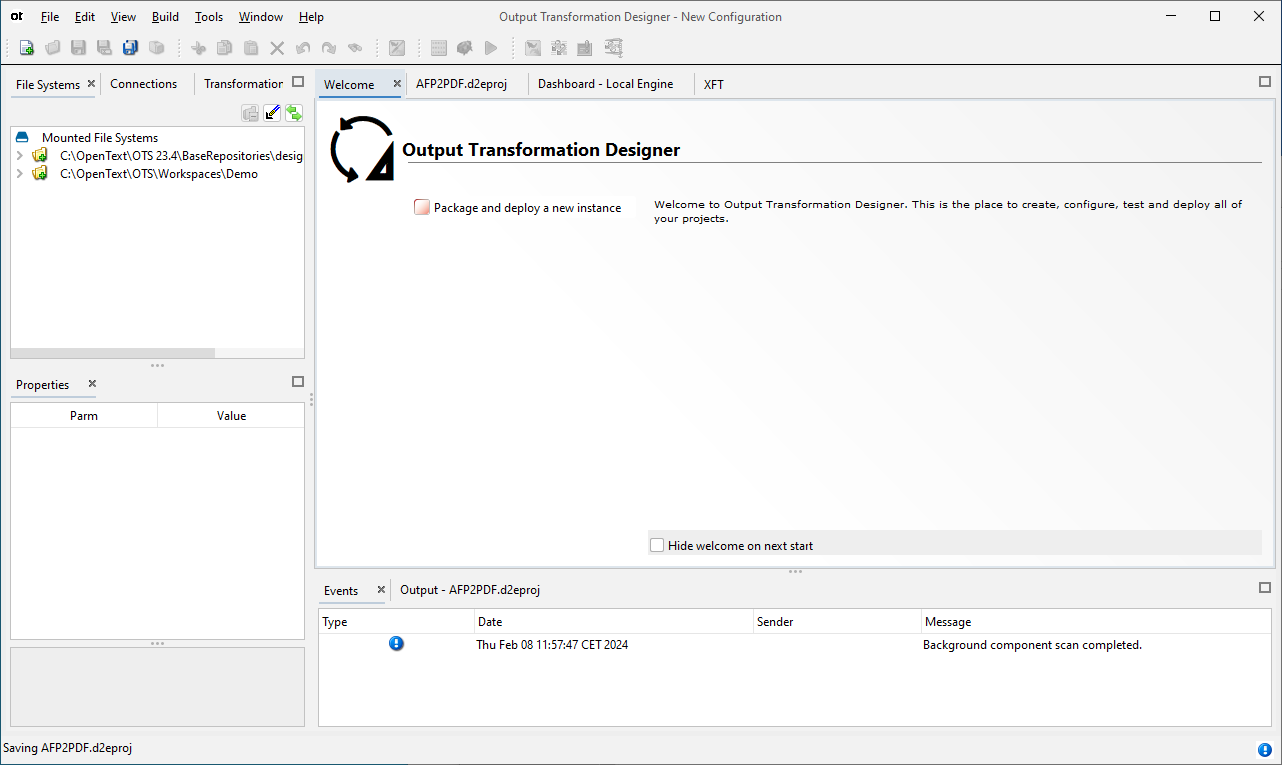 ot File Edit View Build Tools Window Help Output Transformation Designer - New Configuration
File Systems Connections Transformation Welcome AFP2PDF.d2eproj Dashboard - Local Engine XFT
Mounted File Systems
C:\OpenText\OTS 23.4\BaseRepositories\desig
C:\OpenText\OTS\Workspaces\Demo
Output Transformation Designer
Package and deploy a new instance
Welcome to Output Transformation Designer. This is the place to create, configure, test and deploy all of
your projects.
Hide welcome on next start
Properties
Parm Value
Events Output - AFP2PDF.d2eproj
Type Date Sender Message
Thu Feb 08 11:57:47 CET 2024 Background component scan completed.
Saving AFP2PDF.d2eproj